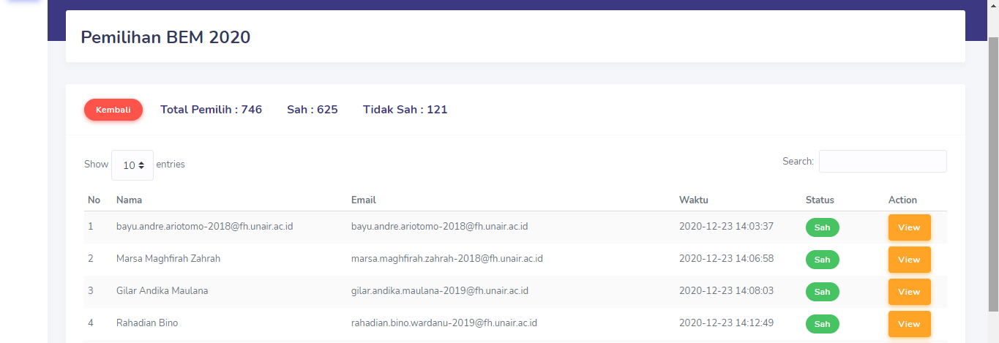 Pemilihan BEM 2020
Kembali Total Pemilih : 746 Sah : 625 Tidak Sah : 121
Show 10 entries Search:
No Nama Email Waktu Status Action
1 bayu.andre.ariotomo-2018@fh.unair.ac.id bayu.andre.ariotomo-2018@fh.unair.ac.id 2020-12-23 14:03:37 Sah View
2 Marsa Maghfirah Zahrah marsa.maghfirah.zahrah-2018@fh.unair.ac.id 2020-12-23 14:06:58 Sah View
3 Gilar Andika Maulana gilar.andika.maulana-2019@fh.unair.ac.id 2020-12-23 14:08:03 Sah View
4 Rahadian Bino rahadian.bino.wardanu-2019@fh.unair.ac.id 2020-12-23 14:12:49 Sah View